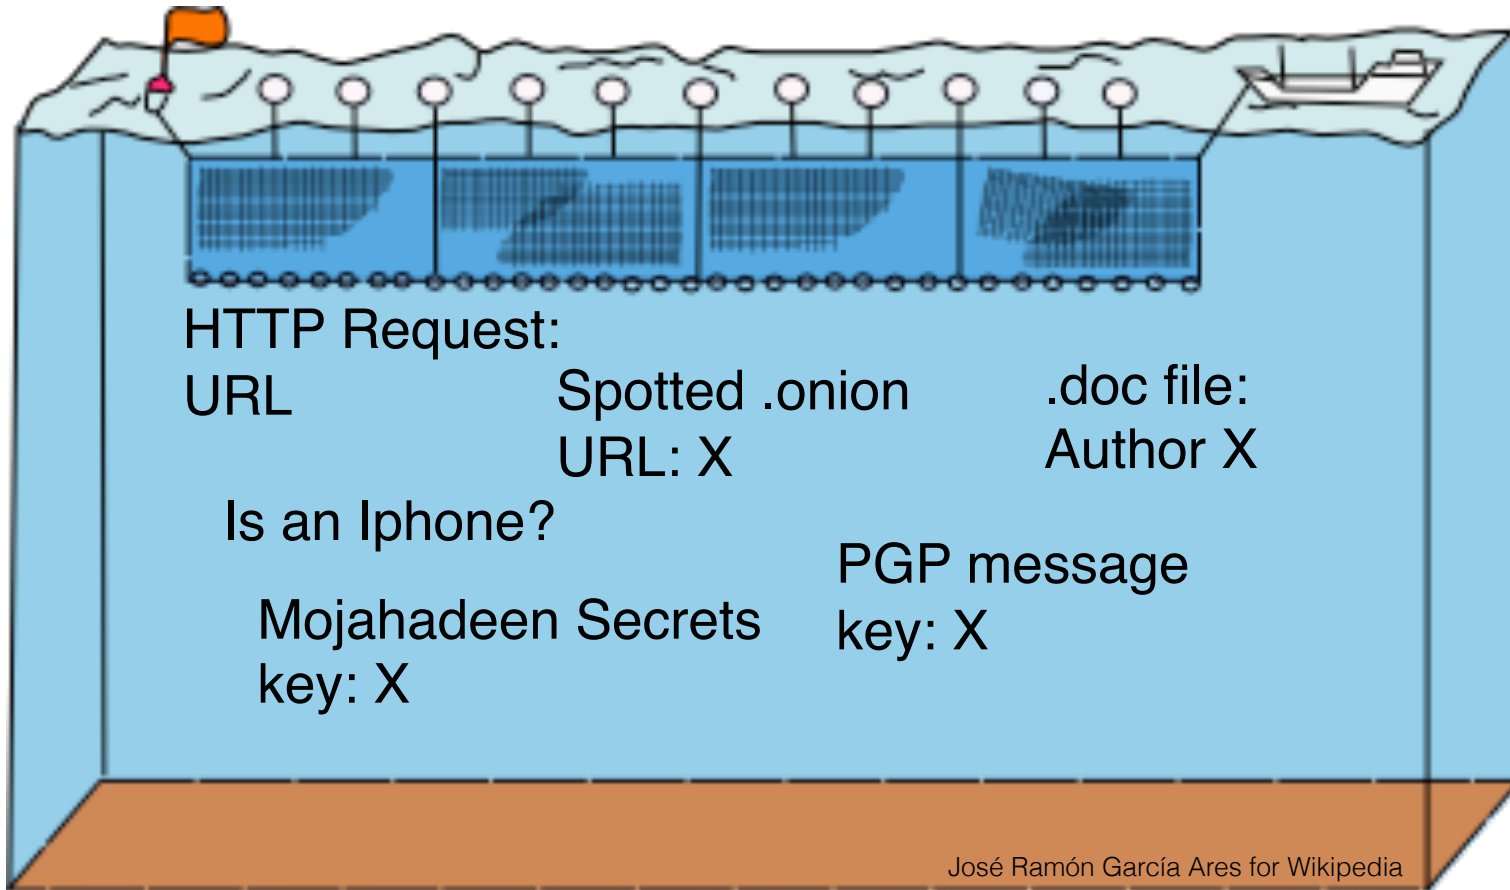 HTTP Request:
URL
Spotted .onion
URL: X
.doc file:
Author X
Is an Iphone?
Mojahadeen Secrets
key: X
PGP message
key: X
José Ramón García Ares for Wikipedia